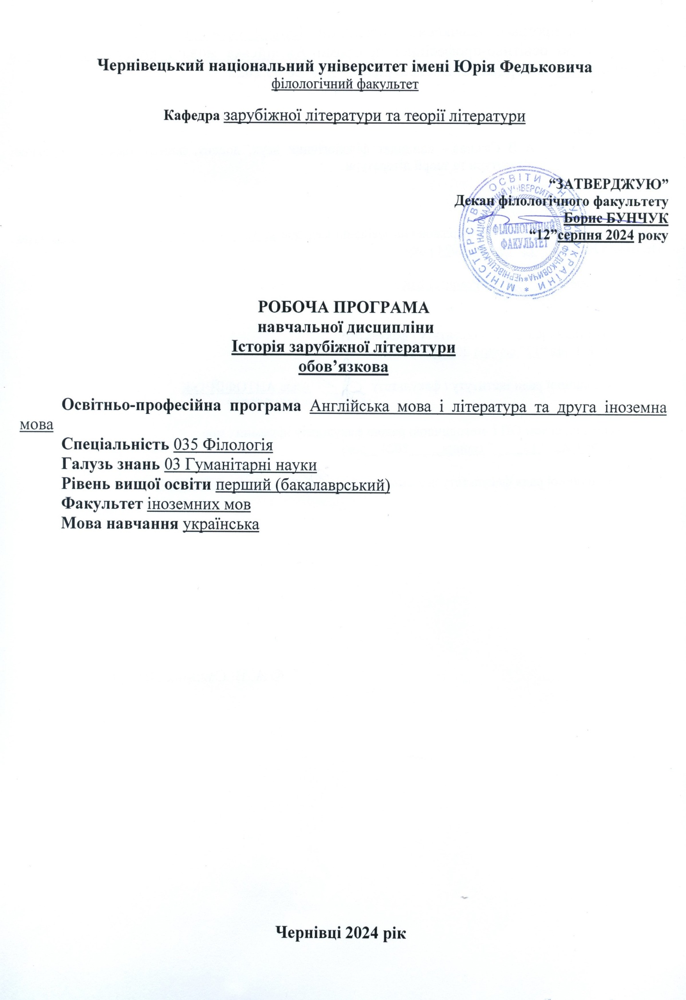 Чернівецький національний університет імені Юрія Федьковича
філологічний факультет
Кафедра зарубіжної літератури та теорії літератури
“ЗАТВЕРДЖУЮ”
Декан філологічного факультету
Борис БУНЧУК
“12”серпня 2024 року
МІНІСТЕРСТВО ОСВІТИ І НАУКИ УКРАЇНИ *
ЧЕРНІВЕЦЬКИЙ НАЦІОНАЛЬНИЙ УНІВЕРСИТЕТ ІМЕНІ ЮРІЯ ФЕДЬКОВИЧА*
ФІЛОЛОГІЧНИЙ
ФАКУЛЬТЕТ
РОБОЧА ПРОГРАМА
навчальної дисципліни
Історія зарубіжної літератури
обов’язкова
Освітньо-професійна програма Англійська мова і література та друга іноземна
мова
Спеціальність 035 Філологія
Галузь знань 03 Гуманітарні науки
Рівень вищої освіти перший (бакалаврський)
Факультет іноземних мов
Мова навчання українська
Чернівці 2024 рік